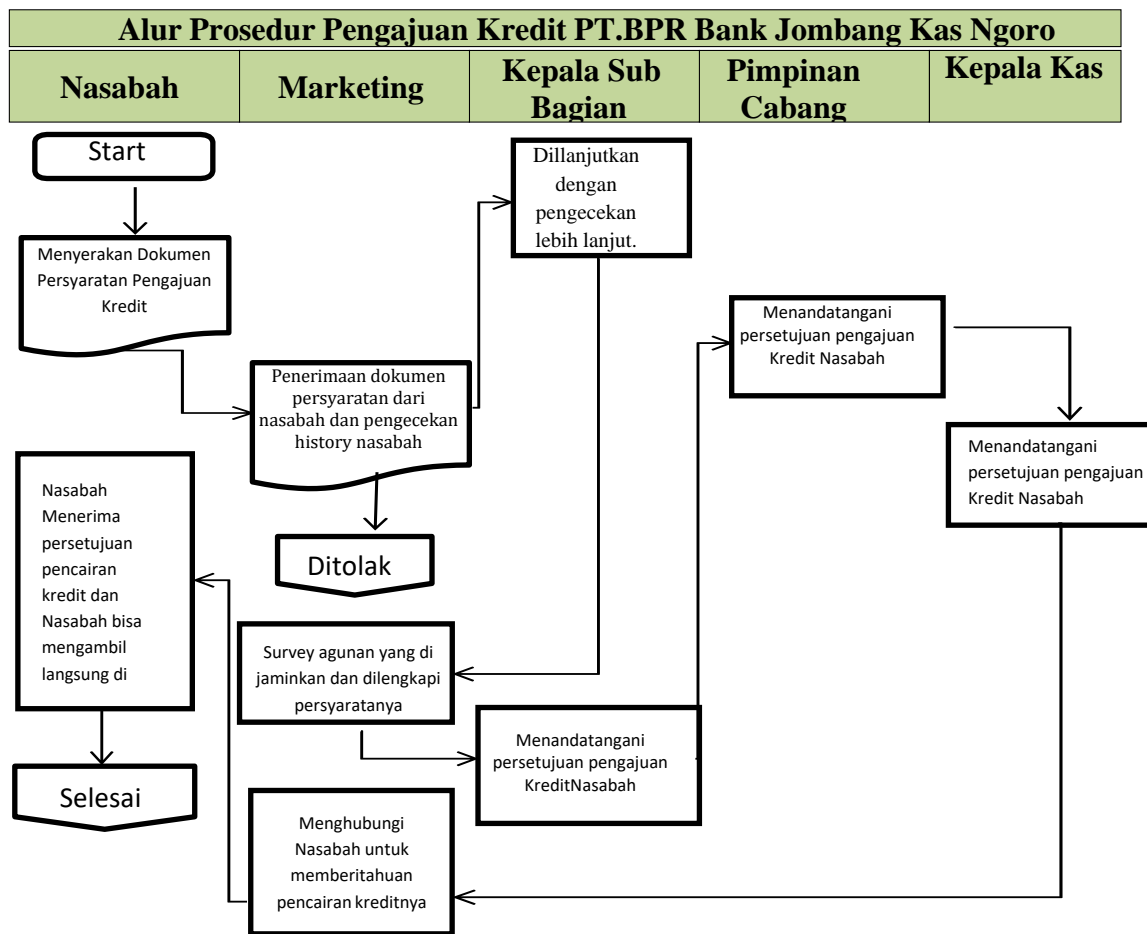 Alur Prosedur Pengajuan Kredit PT.BPR Bank Jombang Kas Ngoro
Nasabah
Marketing
Kepala Sub
Bagian
Pimpinan
Cabang
Kepala Kas
Start
Menyerakan Dokumen
Persyaratan Pengajuan
Kredit
Penerimaan dokumen
persyaratan dari
nasabah dan pengecekan
history nasabah
Ditolak
Dillanjutkan
dengan
pengecekan
lebih lanjut.
Survey agunan yang di
jaminkan dan dilengkapi
persyaratanya
Menandatangani
persetujuan pengajuan
KreditNasabah
Menandatangani
persetujuan pengajuan
Kredit Nasabah
Menandatangani
persetujuan pengajuan
Kredit Nasabah
Menghubungi
Nasabah untuk
memberitahuan
pencairan kreditnya
Nasabah
Menerima
persetujuan
pencairan
kredit dan
Nasabah bisa
mengambil
langsung di
Selesai